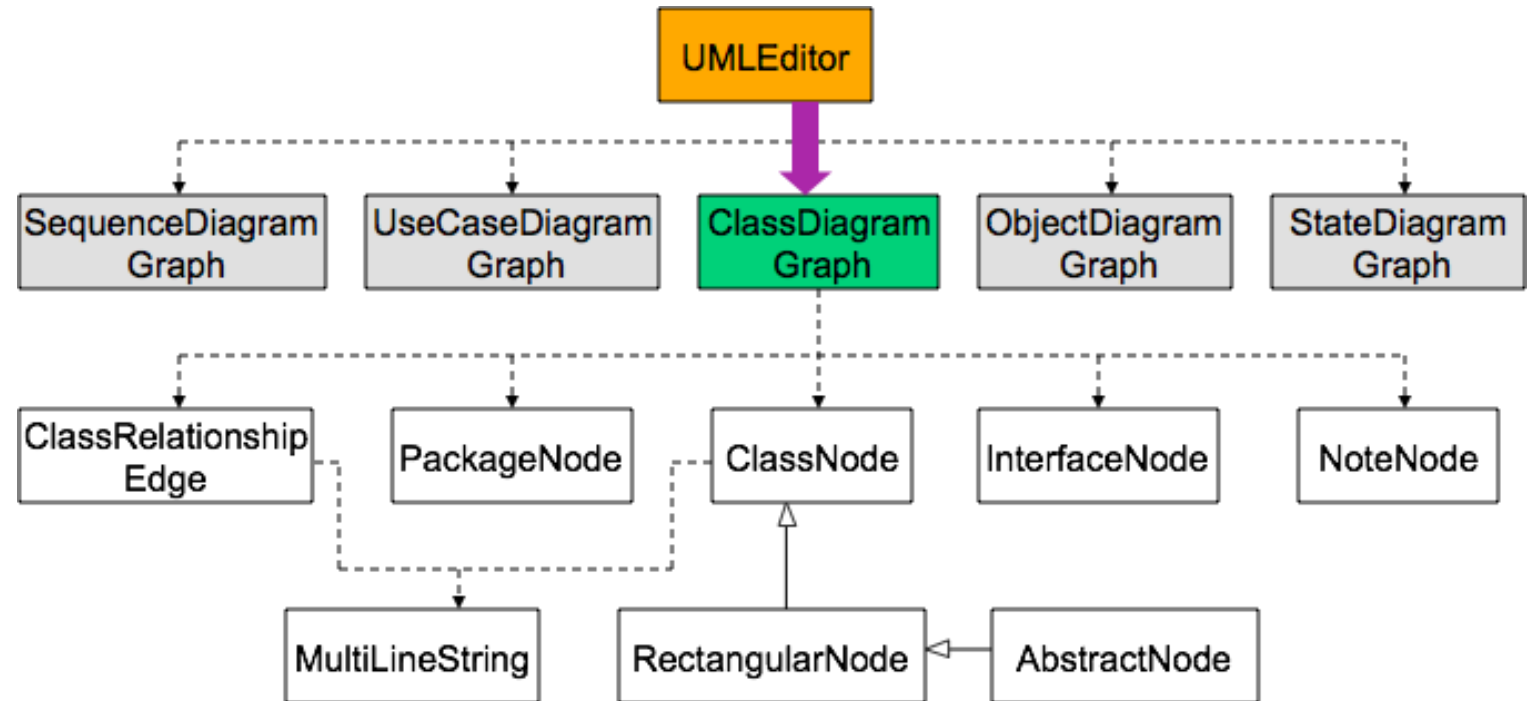 UMLEditor
SequenceDiagram
Graph
UseCaseDiagram
Graph
ClassDiagram
Graph
ObjectDiagram
Graph
StateDiagram
Graph
ClassRelationship
Edge
PackageNode
ClassNode
InterfaceNode
NoteNode
MultiLineString
RectangularNode
AbstractNode